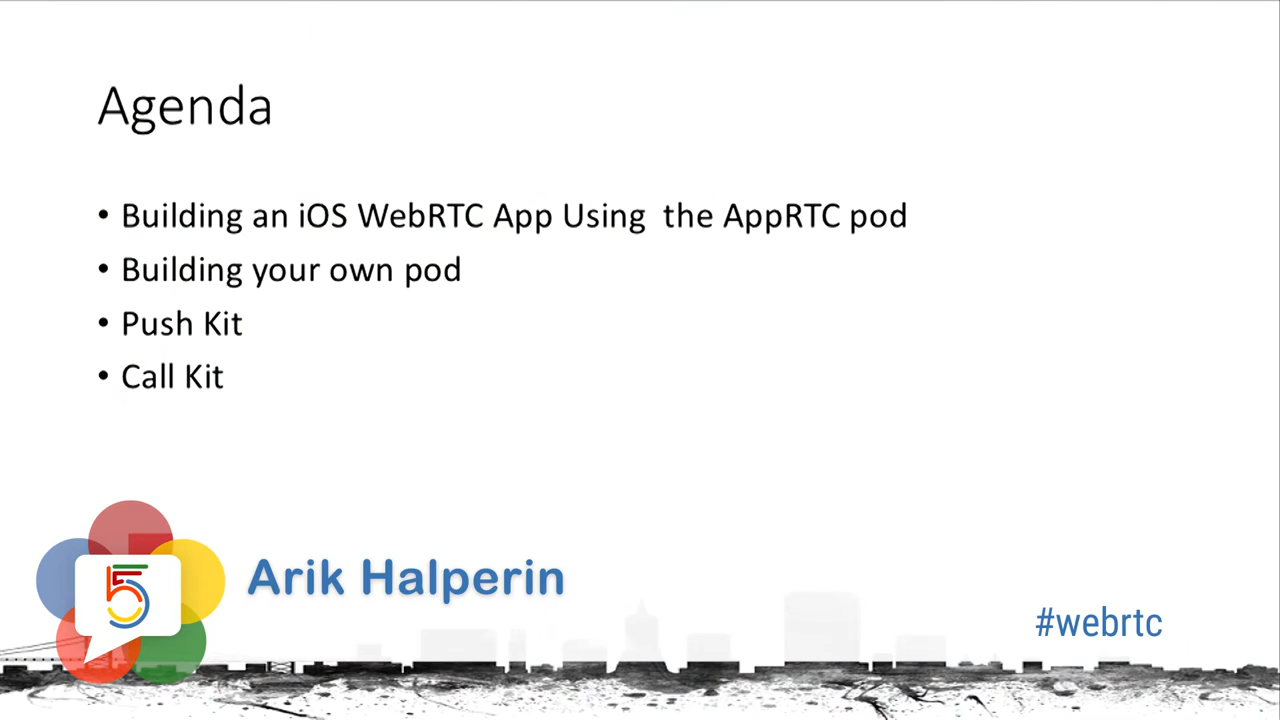 Agenda
• Building an iOS WebRTC App Using  the AppRTC pod
• Building your own pod
• Push Kit
• Call Kit
5
Arik Halperin
#webrtc